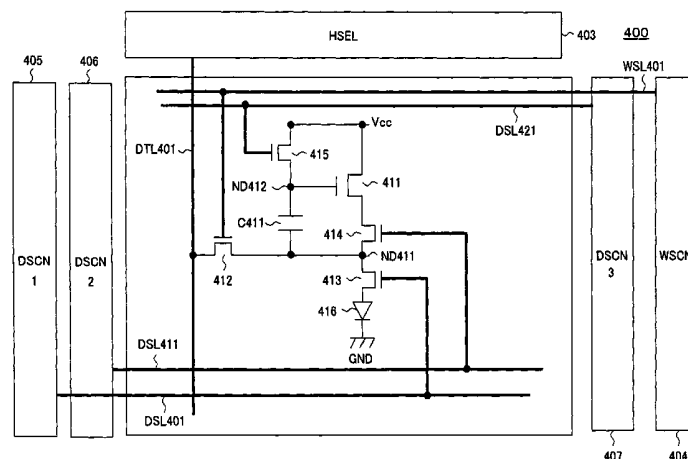 HSEL
403
400
405
406
WSL401
DSL421
Vcc
DTL401
415
411
ND412
C411
414
ND411
412
413
416
GND
DSCN
1
DSCN
2
DSCN
3
WSCN
DSL411
DSL401
407
404